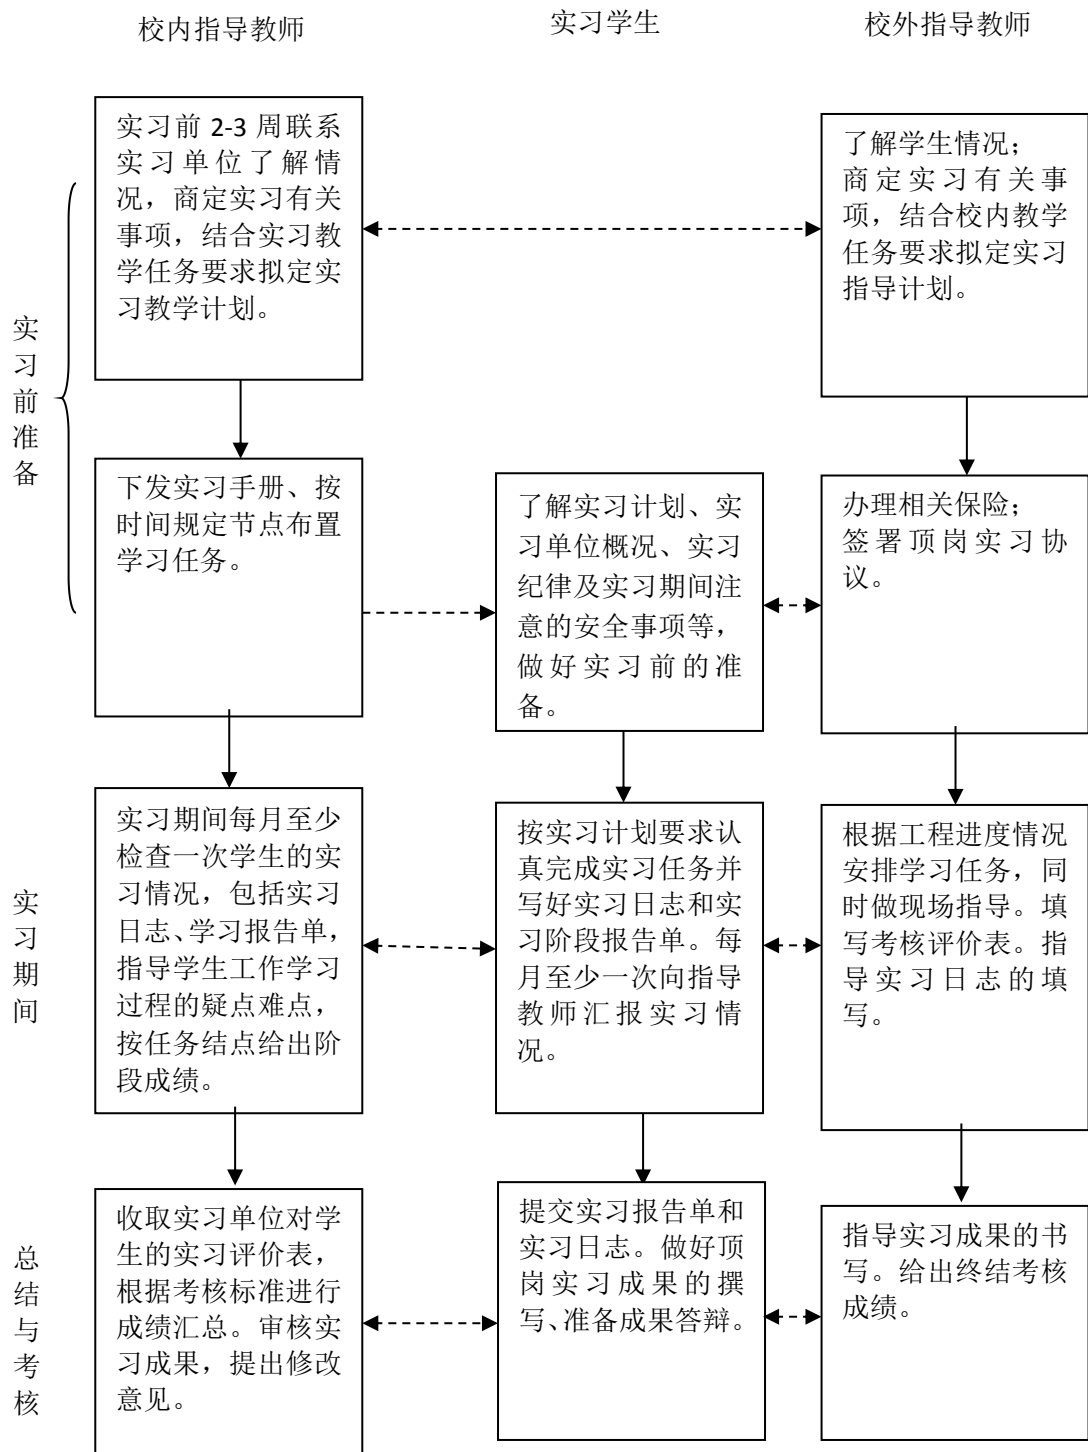 校内指导教师
实习学生
校外指导教师
实习前准备
实习前 2-3 周联系
实习单位了解情
况，商定实习有关
事项，结合实习教
学任务要求拟定实
习教学计划。
了解学生情况；
商定实习有关事
项，结合校内教学
任务要求拟定实习
指导计划。
下发实习手册、按
时间规定节点布置
学习任务。
了解实习计划、实
习单位概况、实习
纪律及实习期间注
意的安全事项等，
做好实习前的准
备。
办理相关保险；
签署顶岗实习协
议。
实习期间
实习期间每月至少
检查一次学生的实
习情况，包括实习
日志、学习报告单，
指导学生工作学习
过程的疑点难点，
按任务结点给出阶
段成绩。
按实习计划要求认
真完成实习任务并
写好实习日志和实
习阶段报告单。每
月至少一次向指导
教师汇报实习情
况。
根据工程进度情况
安排学习任务，同
时做现场指导。填
写考核评价表。指
导实习日志的填
写。
总结与考核
收取实习单位对学
生的实习评价表，
根据考核标准进行
成绩汇总。审核实
习成果，提出修改
意见。
提交实习报告单和
实习日志。做好顶
岗实习成果的撰
写、准备成果答辩。
指导实习成果的书
写。给出终结考核
成绩。